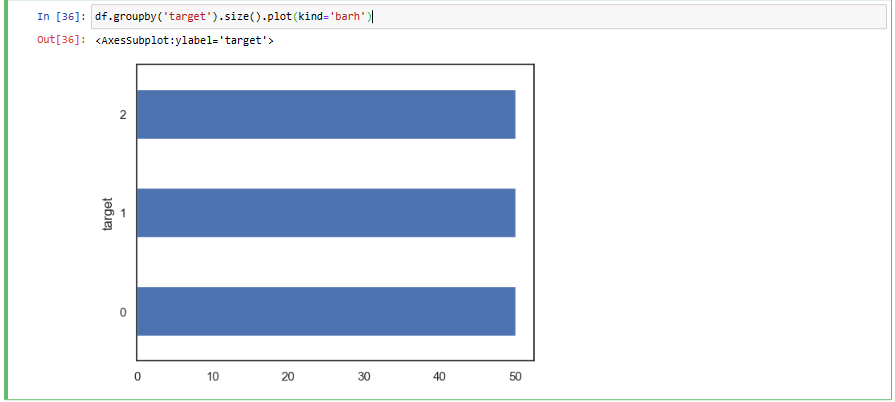 In [36]: df.groupby('target').size().plot(kind='barh')
Out[36]: <AxesSubplot:ylabel='target'>
2
target
1
0
0 10 20 30 40 50